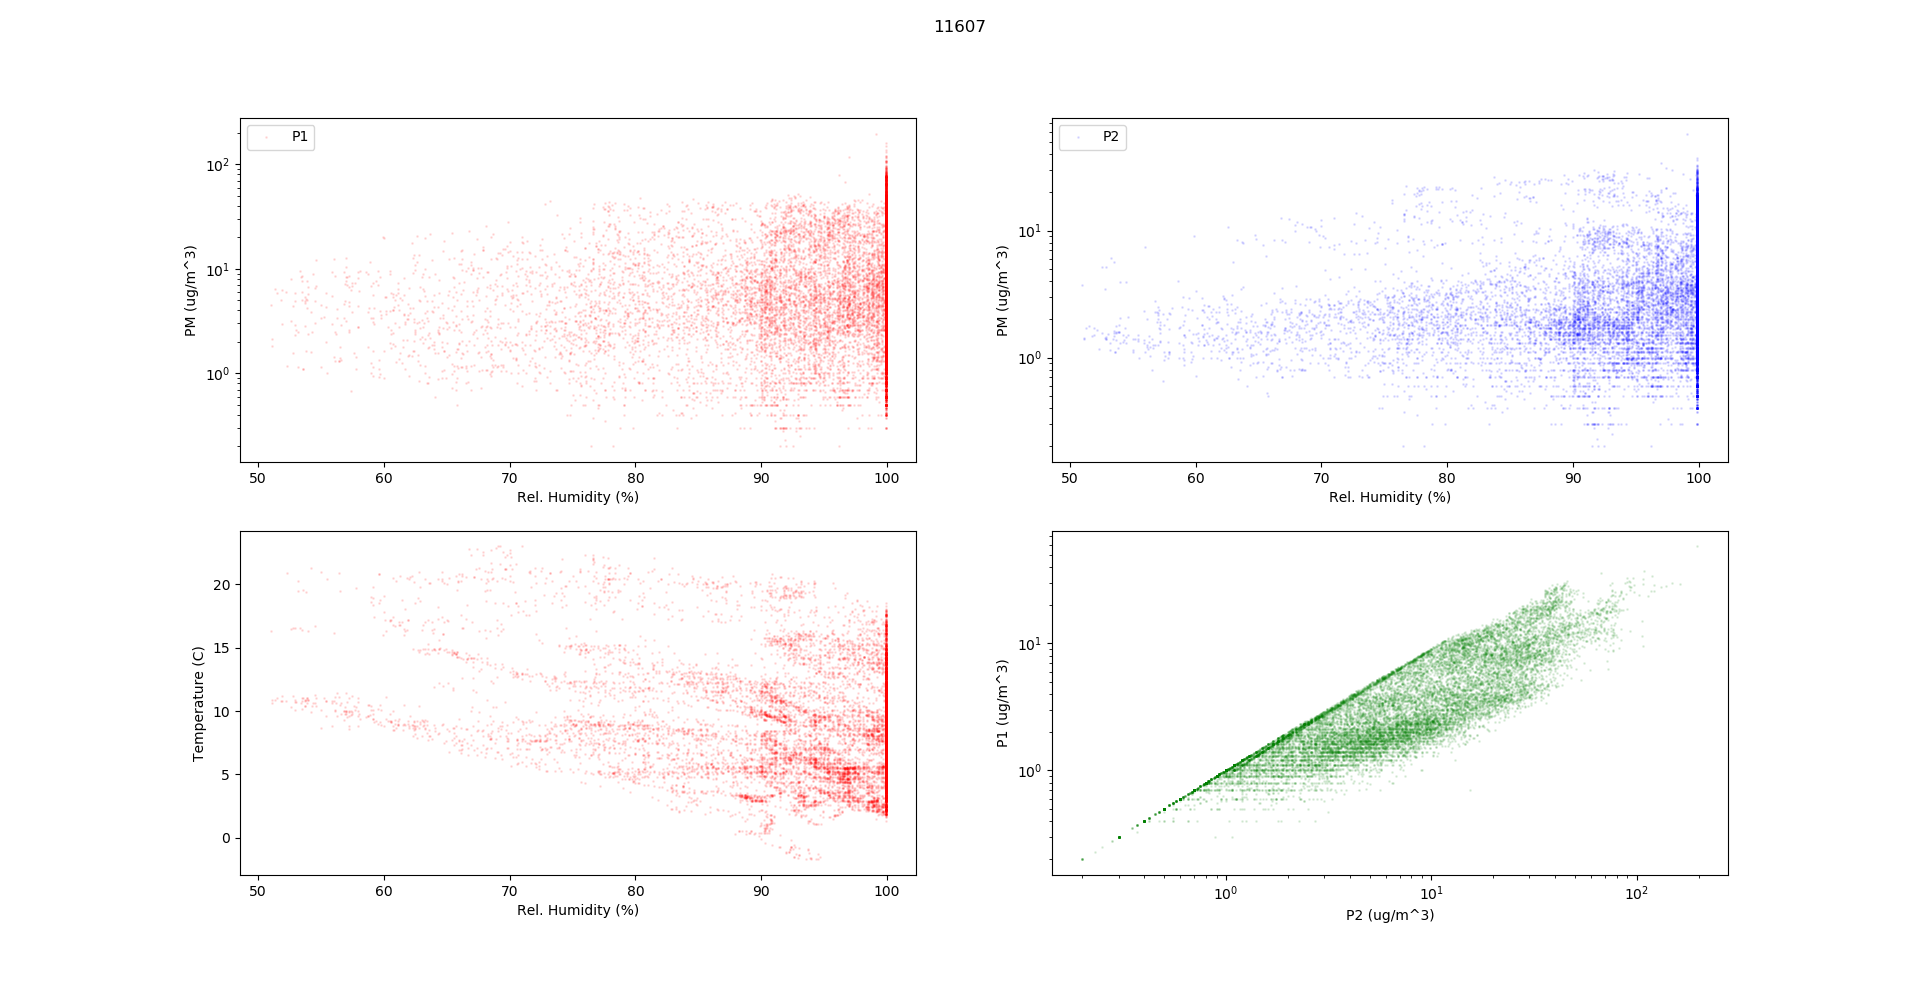 11607
P1
PM (ug/m^3)
10^2
10^1
10^0
50 60 70 80 90 100
Rel. Humidity (%)
P2
PM (ug/m^3)
10^1
10^0
50 60 70 80 90 100
Rel. Humidity (%)
Temperature (C)
20
15
10
5
0
50 60 70 80 90 100
Rel. Humidity (%)
P1 (ug/m^3)
10^1
10^0
10^0 10^1 10^2
P2 (ug/m^3)